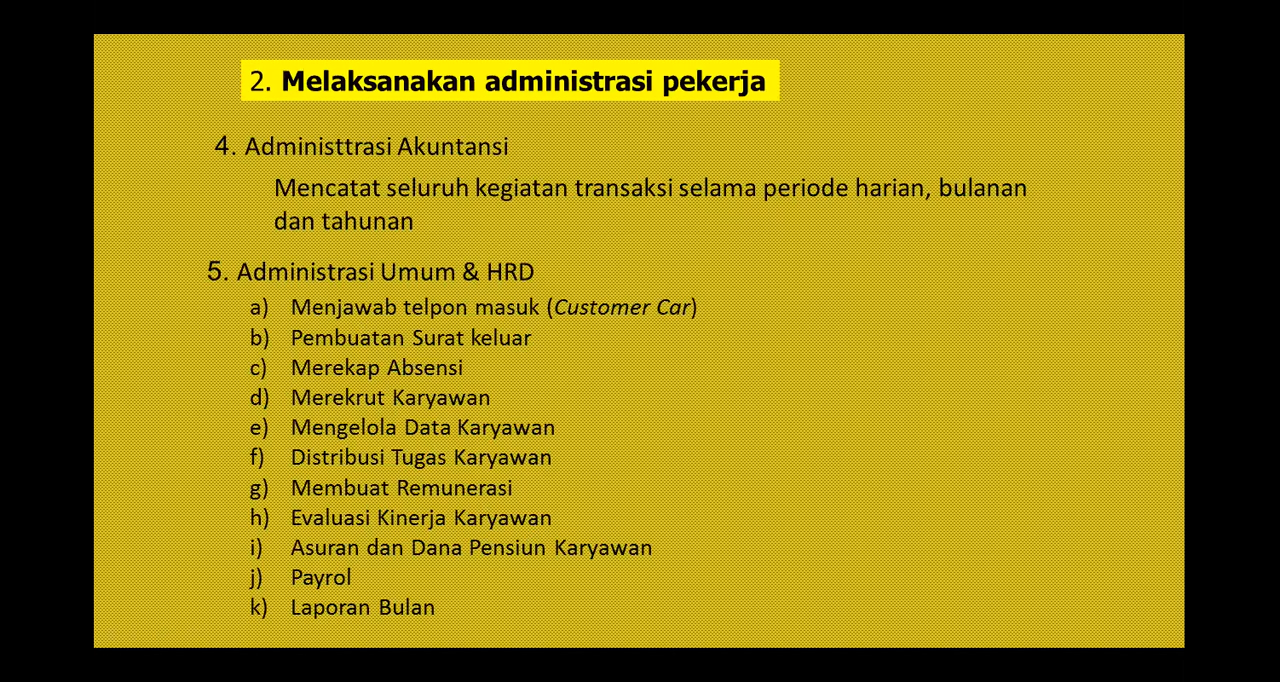 2. Melaksanakan administrasi pekerja
4. Administtrasi Akuntansi
Mencatat seluruh kegiatan transaksi selama periode harian, bulanan
dan tahunan
5. Administrasi Umum & HRD
a) Menjawab telpon masuk (Customer Car)
b) Pembuatan Surat keluar
c) Merekap Absensi
d) Merekrut Karyawan
e) Mengelola Data Karyawan
f) Distribusi Tugas Karyawan
g) Membuat Remunerasi
h) Evaluasi Kinerja Karyawan
i) Asuran dan Dana Pensiun Karyawan
j) Payrol
k) Laporan Bulan